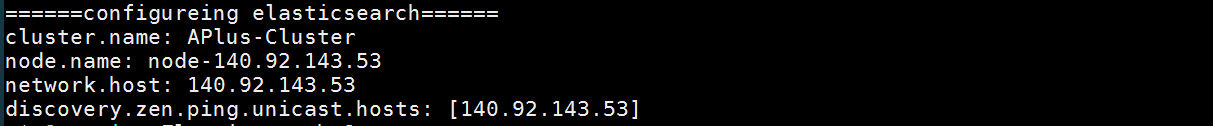 ======configureing elasticsearch======
cluster.name: APlus-Cluster
node.name: node-140.92.143.53
network.host: 140.92.143.53
discovery.zen.ping.unicast.hosts: [140.92.143.53]